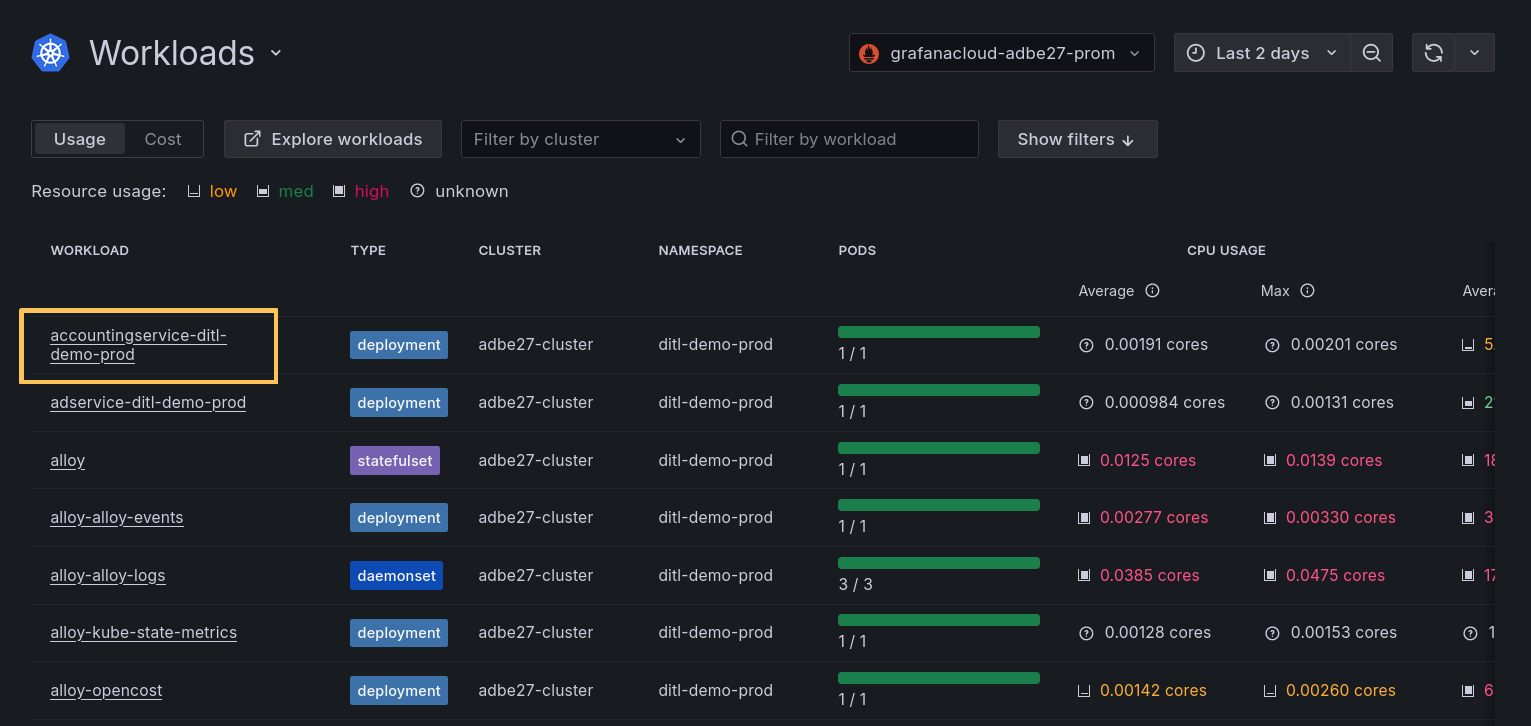 Workloads
grafanacloud-adbe27-prom
Last 2 days
Usage Cost Explore workloads Filter by cluster Filter by workload Show filters ↓
Resource usage: low med high unknown
WORKLOAD TYPE CLUSTER NAMESPACE PODS CPU USAGE
Average Max
accountingservice-ditl-
demo-prod deployment adbe27-cluster ditl-demo-prod 1 / 1 0.00191 cores 0.00201 cores
adservice-ditl-demo-prod deployment adbe27-cluster ditl-demo-prod 1 / 1 0.000984 cores 0.00131 cores
alloy statefulset adbe27-cluster ditl-demo-prod 1 / 1 0.0125 cores 0.0139 cores
alloy-alloy-events deployment adbe27-cluster ditl-demo-prod 1 / 1 0.00277 cores 0.00330 cores
alloy-alloy-logs daemonset adbe27-cluster ditl-demo-prod 3 / 3 0.0385 cores 0.0475 cores
alloy-kube-state-metrics deployment adbe27-cluster ditl-demo-prod 1 / 1 0.00128 cores 0.00153 cores
alloy-opencost deployment adbe27-cluster ditl-demo-prod 1 / 1 0.00142 cores 0.00260 cores